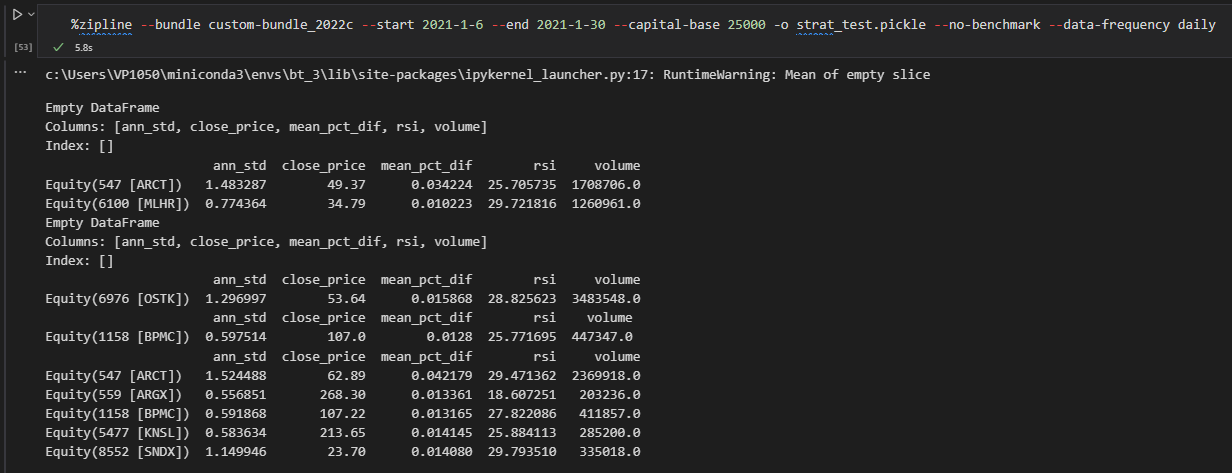 %zipline --bundle custom-bundle_2022c --start 2021-1-6 --end 2021-1-30 --capital-base 25000 -o strat_test.pickle --no-benchmark --data-frequency daily
[53] 5.8s
... c:\Users\VP1050\miniconda3\envs\bt_3\lib\site-packages\ipykernel_launcher.py:17: RuntimeWarning: Mean of empty slice
Empty DataFrame
Columns: [ann_std, close_price, mean_pct_dif, rsi, volume]
Index: []
ann_std close_price mean_pct_dif rsi volume
Equity(547 [ARCT]) 1.483287 49.37 0.034224 25.705735 1708706.0
Equity(6100 [MLHR]) 0.774364 34.79 0.010223 29.721816 1260961.0
Empty DataFrame
Columns: [ann_std, close_price, mean_pct_dif, rsi, volume]
Index: []
ann_std close_price mean_pct_dif rsi volume
Equity(6976 [OSTK]) 1.296997 53.64 0.015868 28.825623 3483548.0
ann_std close_price mean_pct_dif rsi volume
Equity(1158 [BPMC]) 0.597514 107.0 0.0128 25.771695 447347.0
ann_std close_price mean_pct_dif rsi volume
Equity(547 [ARCT]) 1.524488 62.89 0.042179 29.471362 2369918.0
Equity(559 [ARGX]) 0.556851 268.30 0.013361 18.607251 203236.0
Equity(1158 [BPMC]) 0.591868 107.22 0.013165 27.822086 411857.0
Equity(5477 [KNSL]) 0.583634 213.65 0.014145 25.884113 285200.0
Equity(8552 [SNDX]) 1.149946 23.70 0.014080 29.793510 335018.0